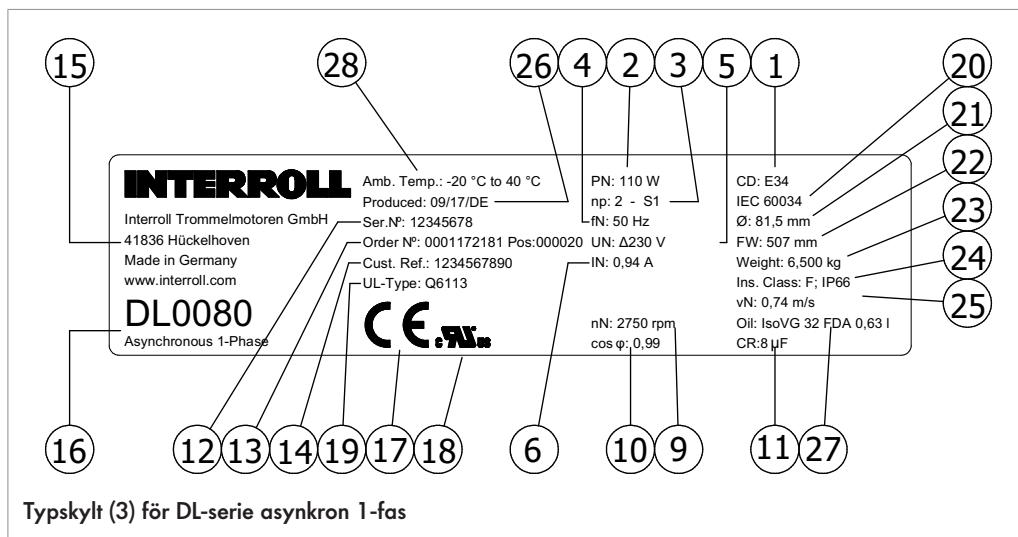 15 28 26 4 2 3 5 1 20
21
22
23
24
25
INTERROLL
Interroll Trommelmotoren GmbH
41836 Hückelhoven
Made in Germany
www.interroll.com
DL0080
Asynchronous 1-Phase
Amb. Temp.: -20 °C to 40 °C
Produced: 09/17/DE
Ser.Nº: 12345678
Order Nº: 0001172181 Pos:000020
Cust. Ref.: 1234567890
UL-Type: Q6113
CE c RU us
PN: 110 W
np: 2 - S1
fN: 50 Hz
UN: Δ230 V
IN: 0,94 A
nN: 2750 rpm
cos φ: 0,99
CD: E34
IEC 60034
Ø: 81,5 mm
FW: 507 mm
Weight: 6,500 kg
Ins. Class: F; IP66
vN: 0,74 m/s
Oil: IsoVG 32 FDA 0,63 l
CR:8 µF
16 12 13 14 19 17 18 6 10 9 11 27
Typskylt (3) för DL-serie asynkron 1-fas